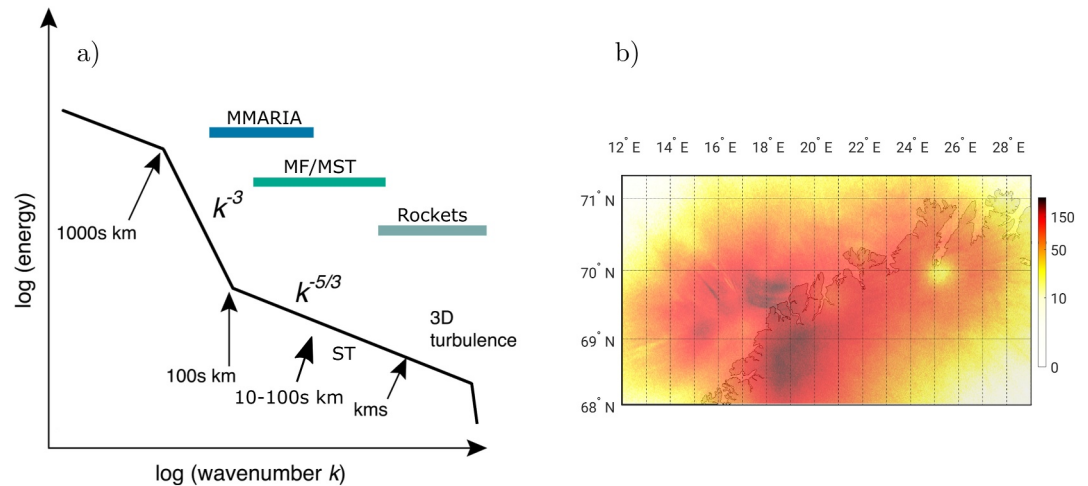 a)
MMARIA
MF/MST
k-3
Rockets
1000s km
log (energy)
k-5/3
3D
turbulence
ST
100s km
10-100s km
kms
log (wavenumber k)
b)
12° E 14° E 16° E 18° E 20° E 22° E 24° E 26° E 28° E
71° N
70° N
69° N
68° N
150
50
10
0